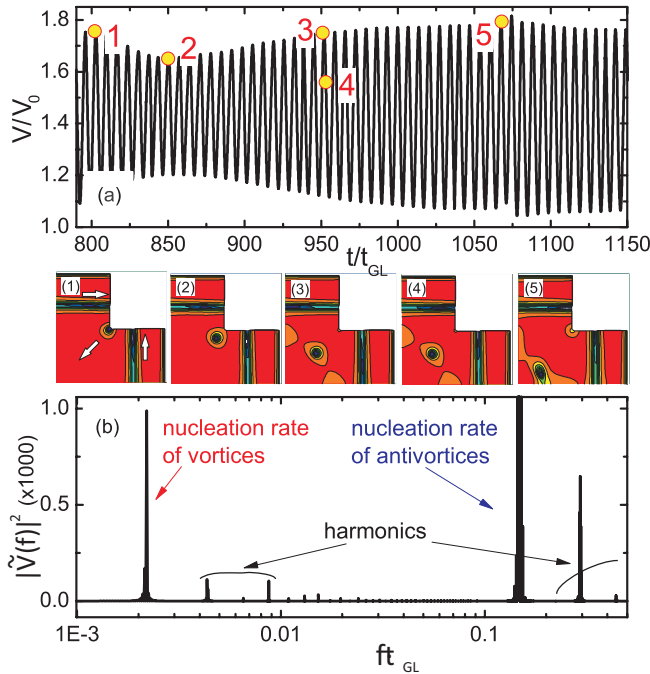 1.8
1.6
1.4
1.2
1.0
V/V0
1
2
3
4
5
(a)
800 850 900 950 1000 1050 1100 1150
t/tGL
(1) (2) (3) (4) (5)
(b)
nucleation rate
of vortices
nucleation rate
of antivortices
harmonics
1.0
0.5
0.0
|Ṽ(f)|² (x1000)
1E-3 0.01 0.1
ft GL